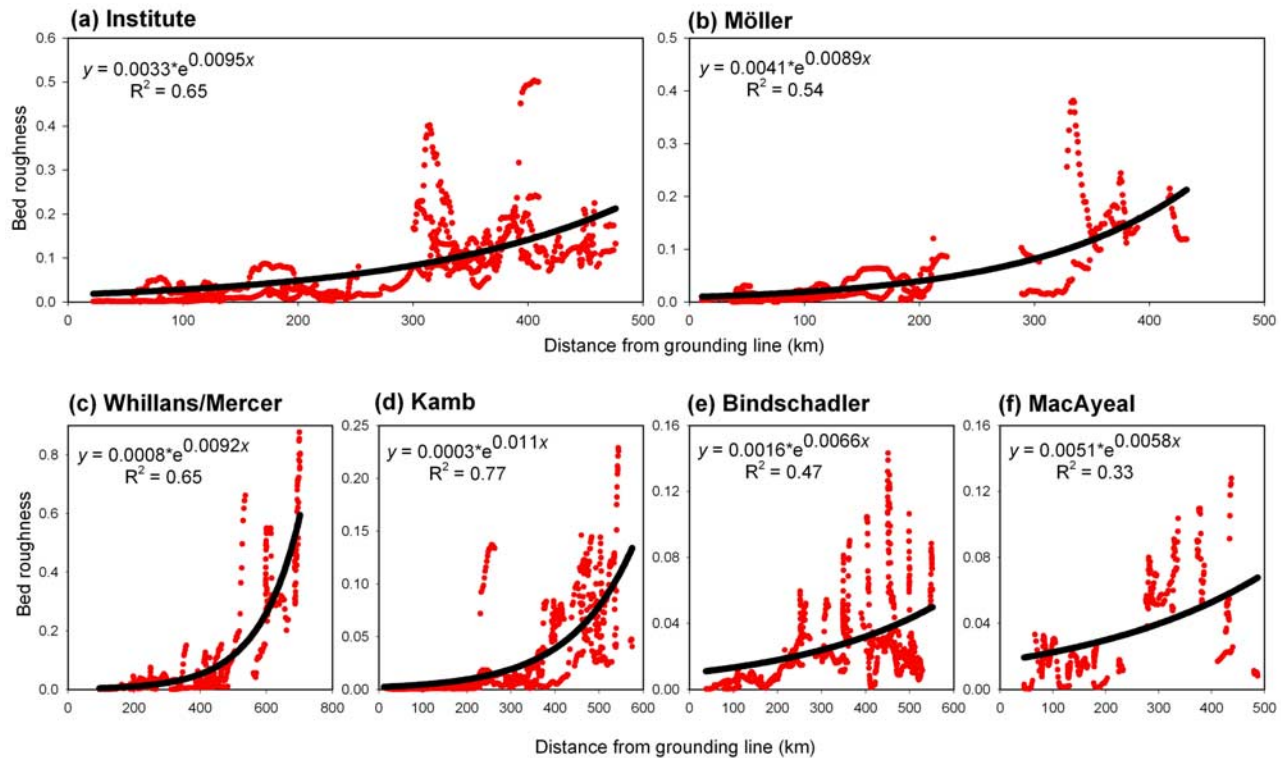 (a) Institute
0.6
0.5
0.4
0.3
0.2
0.1
0.0
y = 0.0033*e^0.0095x
R² = 0.65
0 100 200 300 400 500
(b) Möller
0.5
0.4
0.3
0.2
0.1
0.0
y = 0.0041*e^0.0089x
R² = 0.54
0 100 200 300 400 500
Bed roughness
Distance from grounding line (km)
(c) Whillans/Mercer
0.8
0.6
0.4
0.2
0.0
y = 0.0008*e^0.0092x
R² = 0.65
0 200 400 600 800
(d) Kamb
0.25
0.20
0.15
0.10
0.05
0.00
y = 0.0003*e^0.011x
R² = 0.77
0 100 200 300 400 500 600
(e) Bindschadler
0.16
0.12
0.08
0.04
0.00
y = 0.0016*e^0.0066x
R² = 0.47
0 100 200 300 400 500 600
(f) MacAyeal
0.16
0.12
0.08
0.04
0.00
y = 0.0051*e^0.0058x
R² = 0.33
0 100 200 300 400 500
Bed roughness
Distance from grounding line (km)